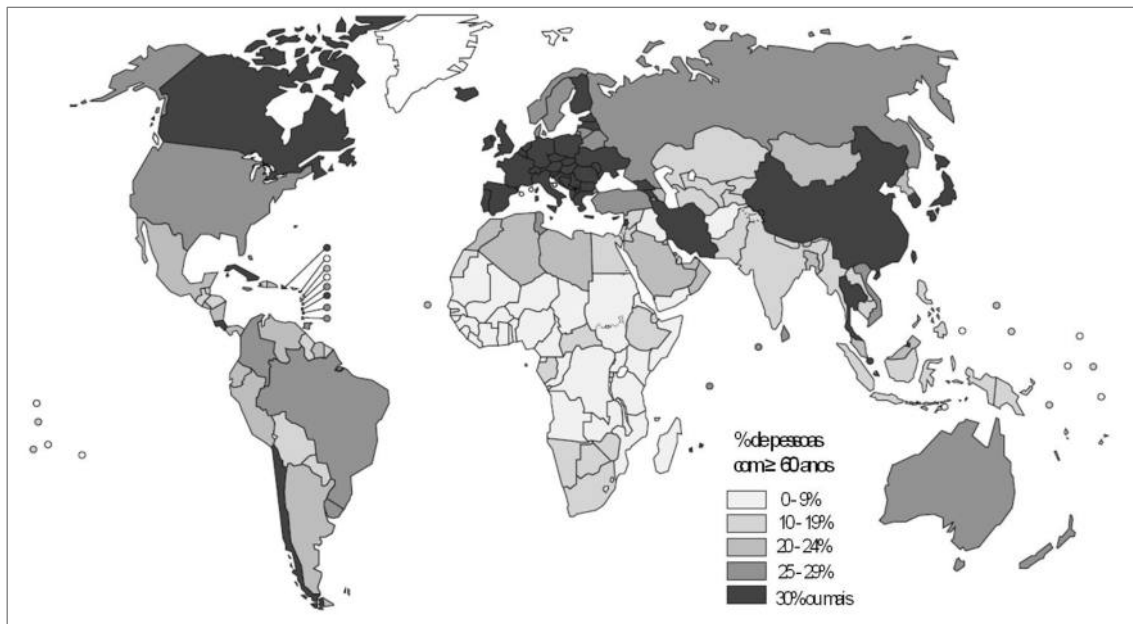 % de pessoas
com ≥ 60 anos
0 - 9%
10 - 19%
20 - 24%
25 - 29%
30% ou mais